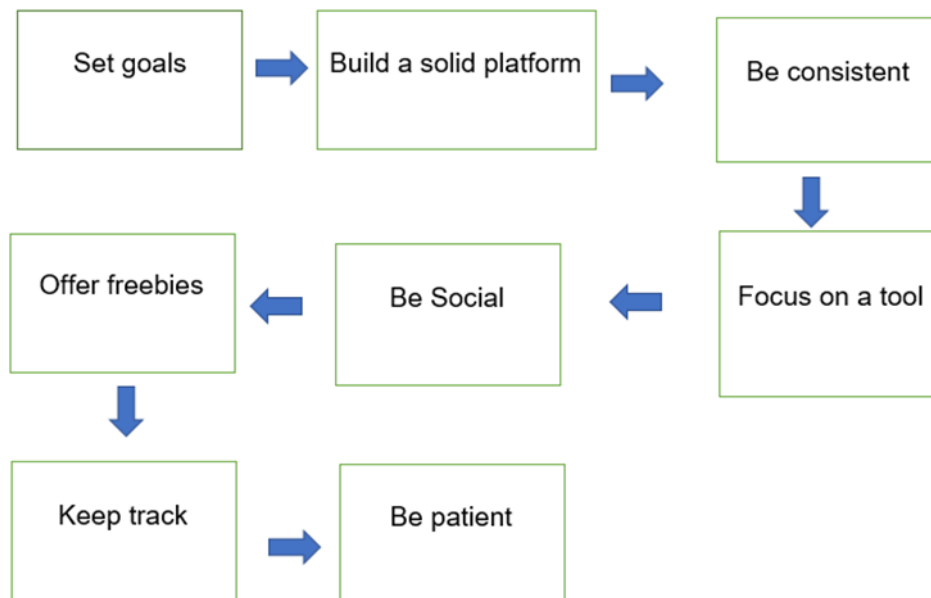 Set goals
Build a solid platform
Be consistent
Focus on a tool
Be Social
Offer freebies
Keep track
Be patient